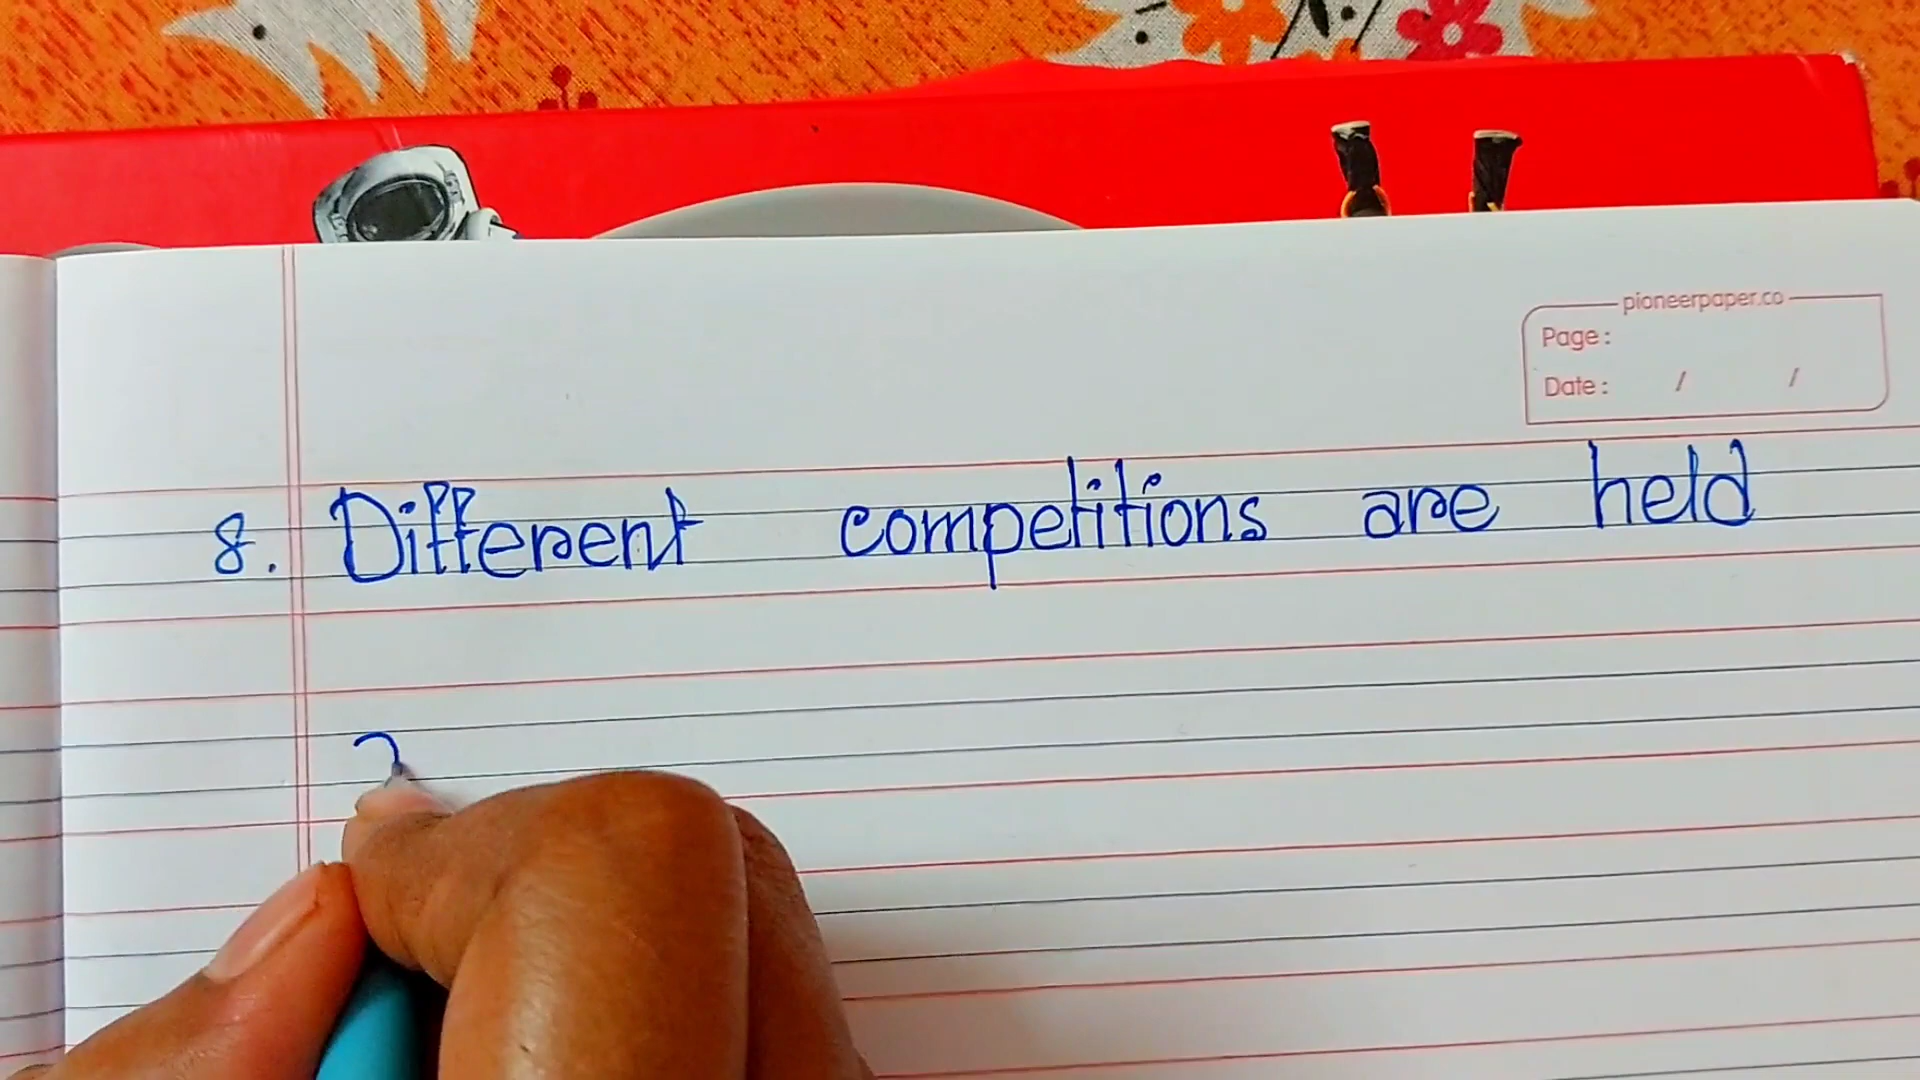 pioneerpaper.co
Page :
Date : / /
8. Different competitions are held